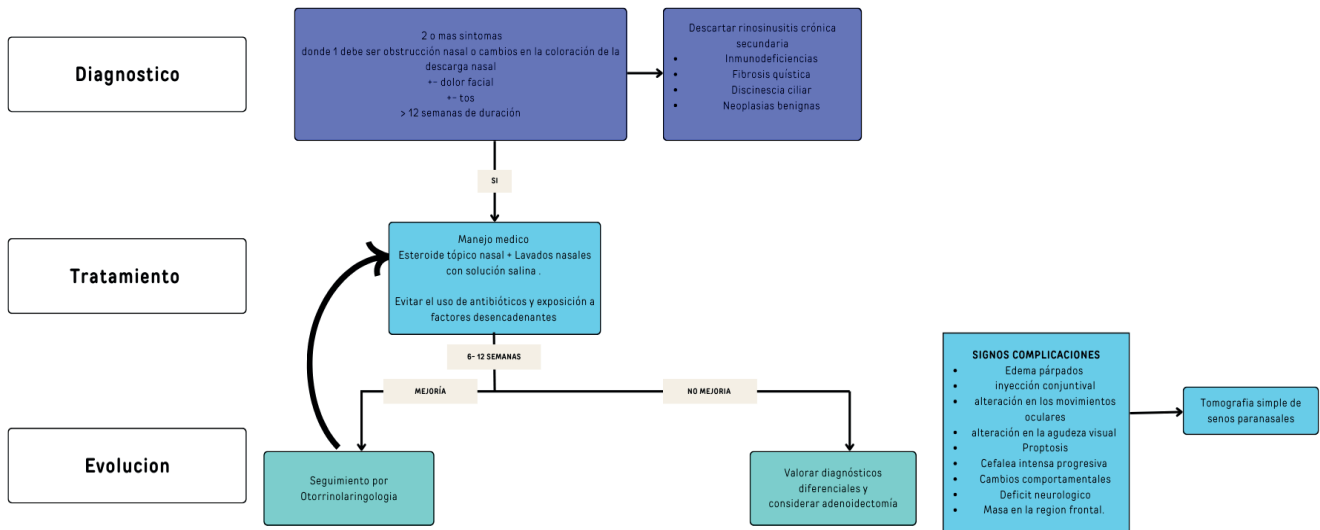 Diagnostico
2 o mas sintomas
donde 1 debe ser obstrucción nasal o cambios en la coloración de la
descarga nasal
+- dolor facial
+- tos
> 12 semanas de duración
Descartar rinosinusitis crónica
secundaria
• Inmunodeficiencias
• Fibrosis quística
• Discinescia ciliar
• Neoplasias benignas
SI
Tratamiento
Manejo medico
Esteroide tópico nasal + Lavados nasales
con solución salina .
Evitar el uso de antibióticos y exposición a
factores desencadenantes
6- 12 SEMANAS
MEJORÍA
NO MEJORIA
Evolucion
Seguimiento por
Otorrinolaringologia
Valorar diagnósticos
diferenciales y
considerar adenoidectomía
SIGNOS COMPLICACIONES
• Edema párpados
• inyección conjuntival
• alteración en los movimientos
oculares
• alteración en la agudeza visual
• Proptosis
• Cefalea intensa progresiva
• Cambios comportamentales
• Deficit neurologico
• Masa en la region frontal.
Tomografia simple de
senos paranasales